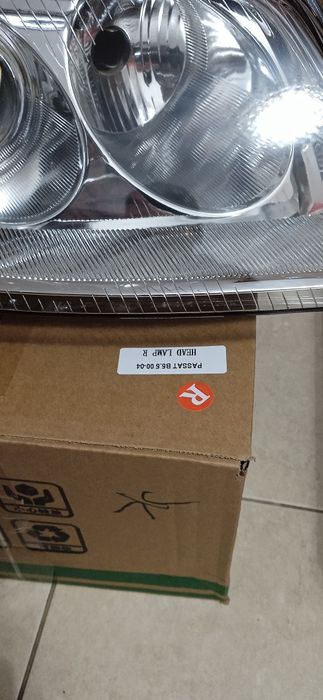 PASSAT B5.5 00-04
HEAD LAMP R
R